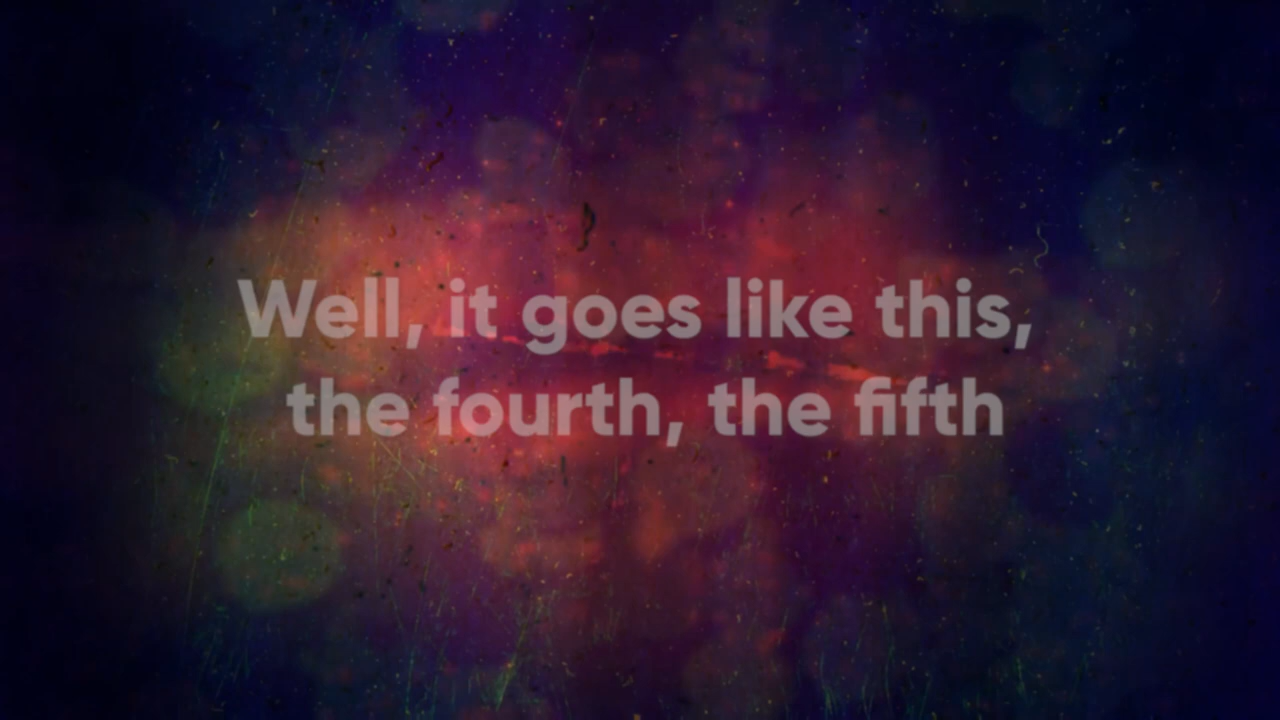 Well, it goes like this,
the fourth, the fifth